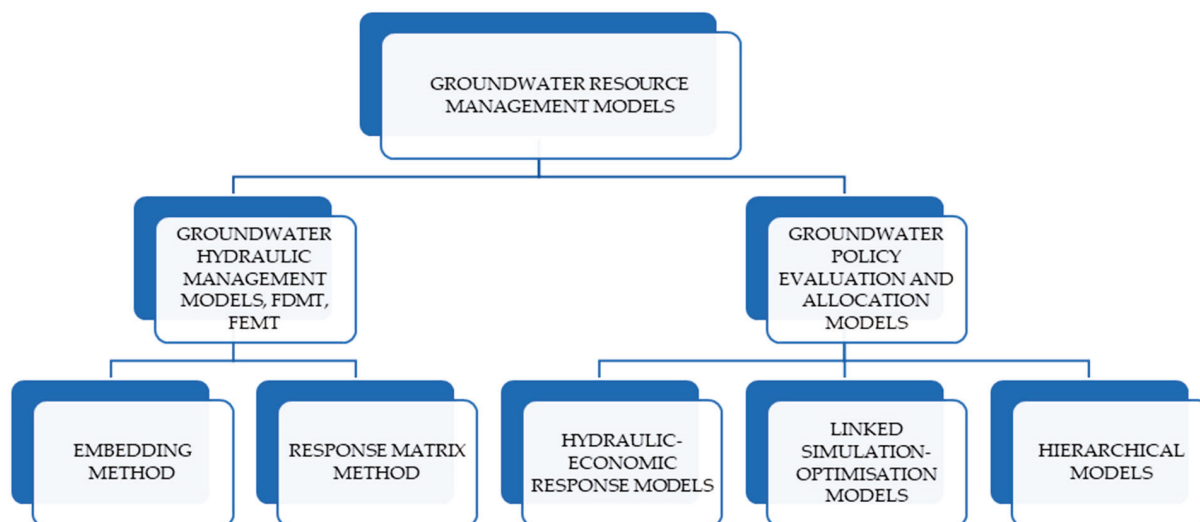 GROUNDWATER RESOURCE
MANAGEMENT MODELS
GROUNDWATER
HYDRAULIC
MANAGEMENT
MODELS, FDMT,
FEMT
GROUNDWATER
POLICY
EVALUATION AND
ALLOCATION
MODELS
EMBEDDING
METHOD
RESPONSE MATRIX
METHOD
HYDRAULIC-
ECONOMIC
RESPONSE MODELS
LINKED
SIMULATION-
OPTIMISATION
MODELS
HIERARCHICAL
MODELS